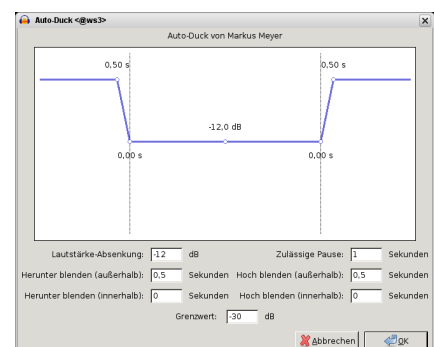 Auto-Duck <@ws3>
Auto-Duck von Markus Meyer
0,50 s 0,50 s
-12,0 dB
0,00 s 0,00 s
Lautstärke-Absenkung: -12 dB Zulässige Pause: 1 Sekunden
Herunter blenden (außerhalb): 0,5 Sekunden Hoch blenden (außerhalb): 0,5 Sekunden
Herunter blenden (innerhalb): 0 Sekunden Hoch blenden (innerhalb): 0 Sekunden
Grenzwert: -30 dB
Abbrechen OK